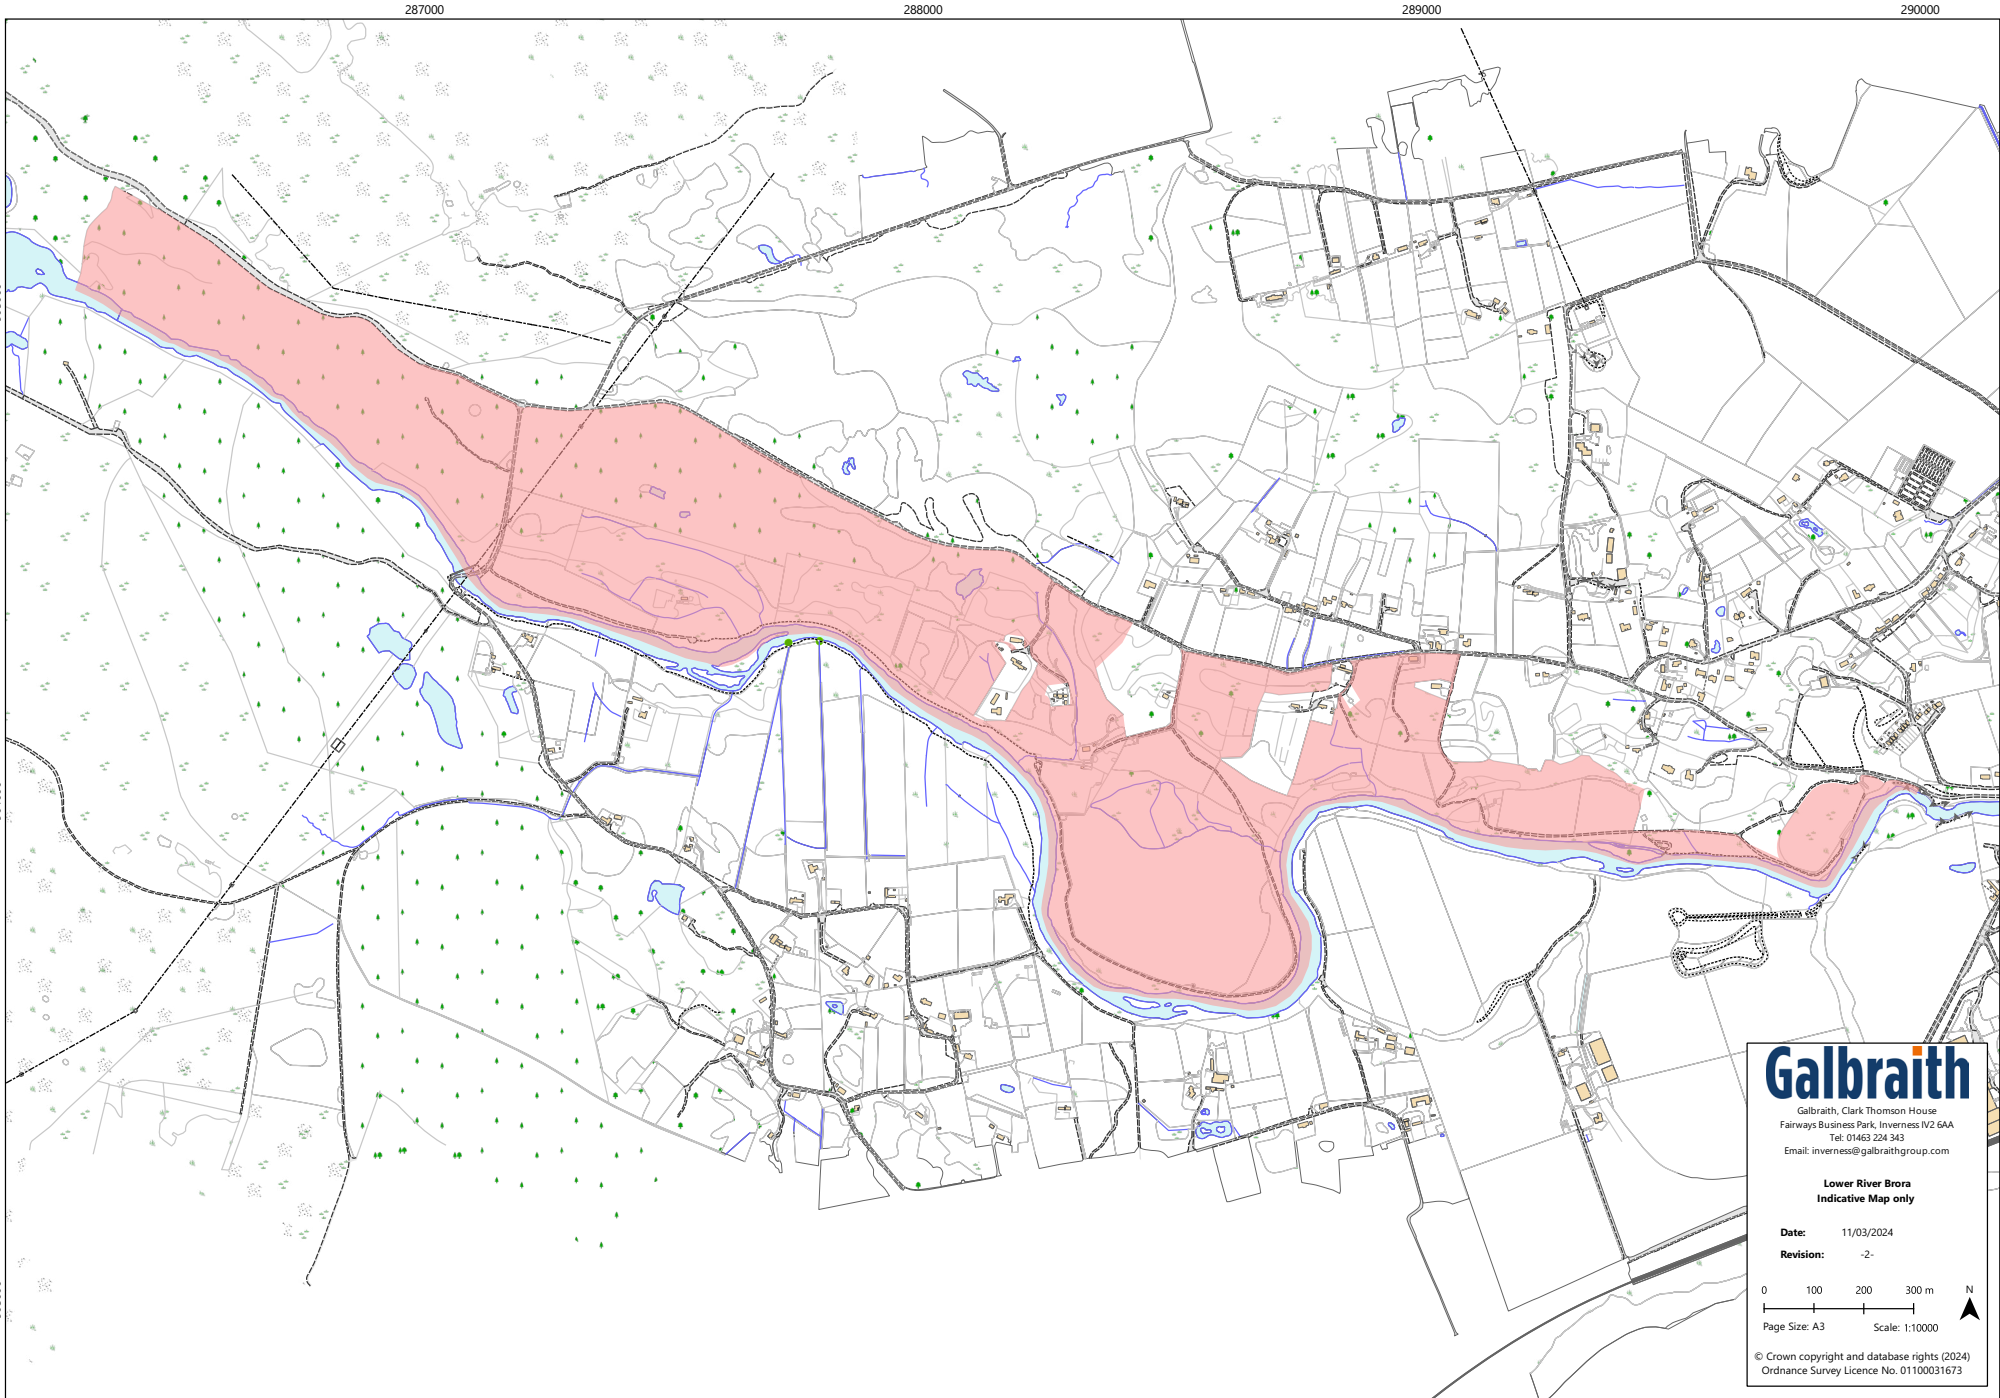 287000
288000
289000
290000
Galbraith
Galbraith, Clark Thomson House
Fairways Business Park, Inverness IV2 6AA
Tel: 01463 224 343
Email: inverness@galbraithgroup.com
Lower River Brora
Indicative Map only
Date: 11/03/2024
Revision: -2-
0 100 200 300 m N
Page Size: A3 Scale: 1:10000
© Crown copyright and database rights (2024)
Ordnance Survey Licence No. 01100031673